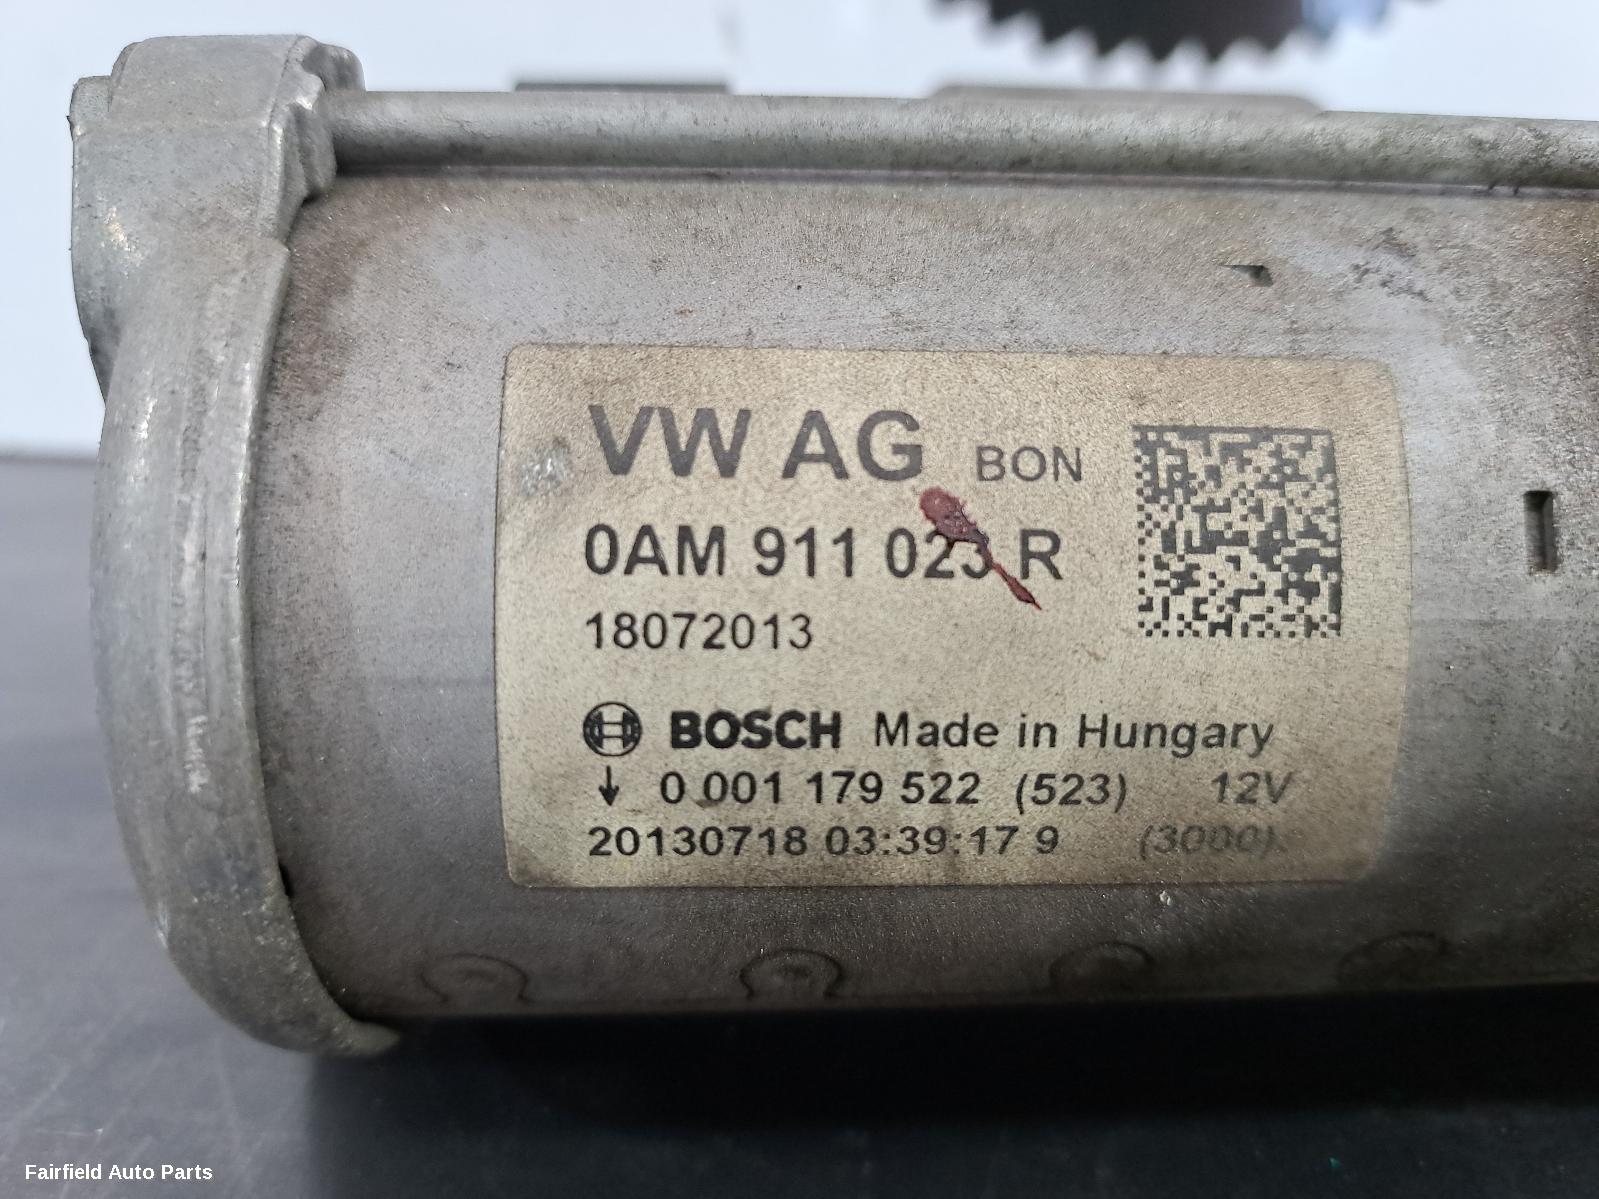 VW AG BON
0AM 911 023 R
18072013
BOSCH Made in Hungary
↓ 0 001 179 522 (523) 12V
20130718 03:39:17 9 (3000)
Fairfield Auto Parts